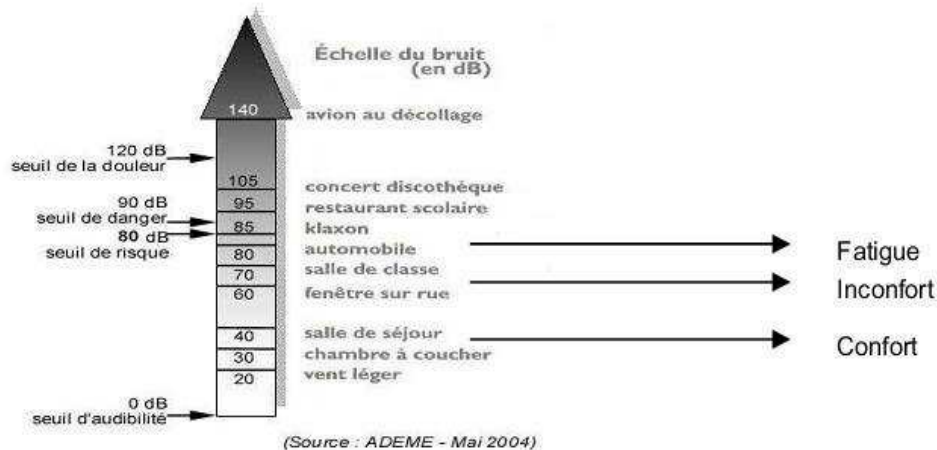 Échelle du bruit
(en dB)
140 avion au décollage
120 dB
seuil de la douleur
105 concert discothèque
90 dB
seuil de danger
95 restaurant scolaire
85 klaxon
80 dB
seuil de risque
80 automobile
Fatigue
70 salle de classe
60 fenêtre sur rue
Inconfort
40 salle de séjour
Confort
30 chambre à coucher
20 vent léger
0 dB
seuil d'audibilité
(Source : ADEME - Mai 2004)